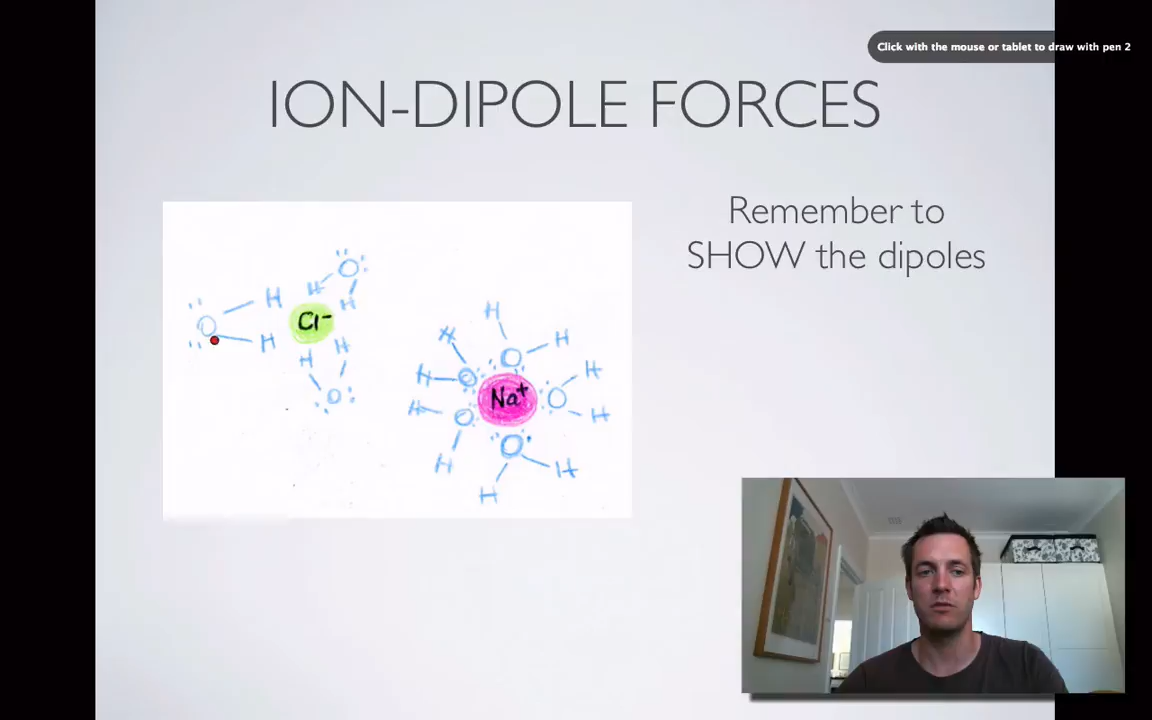 Click with the mouse or tablet to draw with pen 2
ION-DIPOLE FORCES
Remember to
SHOW the dipoles
O
H
H
O
H
H
Cl⁻
H
H
O
H
H
O
H
H
O
H
O
H
Na⁺
O
H
H
O
H
O
H
H